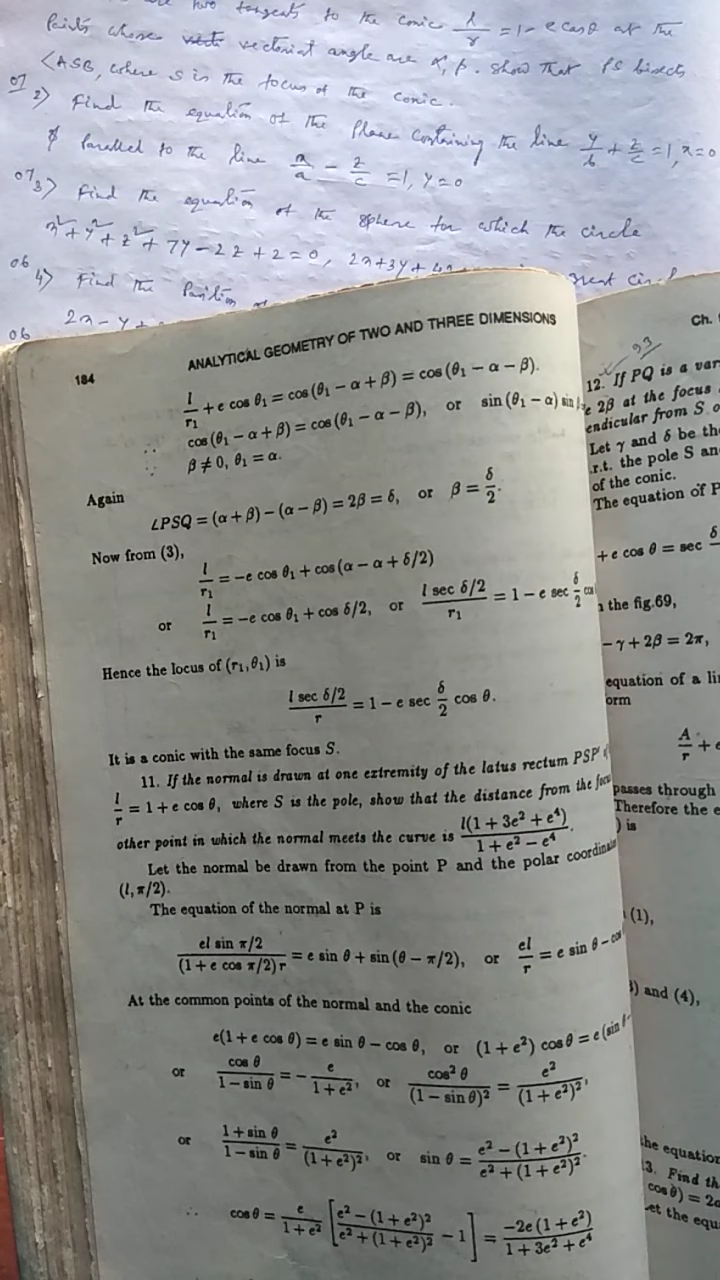 two tangents to the conic l/r = 1 - e cosθ at the
points whose vectorial angle are α, β. show that PS bisects
∠ASB, where S is the focus of the conic.
07 2) Find the equation of the Plane Containing the line y/b + z/c = 1, x = 0
& Parallel to the line x/a - z/c = 1, y = 0
07 3) Find the equation of the sphere for which the circle
x² + y² + z² + 7y - 2z + 2 = 0, 2x + 3y + 4z
great circl
06 4) Find the
06 2x - y +
184 ANALYTICAL GEOMETRY OF TWO AND THREE DIMENSIONS
l/r₁ + e cos θ₁ = cos (θ₁ - α + β) = cos (θ₁ - α - β).
∴ cos (θ₁ - α + β) = cos (θ₁ - α - β), or sin (θ₁ - α) sin
∵ β ≠ 0, θ₁ = α.
Again
∠PSQ = (α + β) - (α - β) = 2β = δ, or β = δ/2.
Now from (3),
l/r₁ = -e cos θ₁ + cos (α - α + δ/2)
or l/r₁ = -e cos θ₁ + cos δ/2, or l sec δ/2 / r₁ = 1 - e sec δ/2
Hence the locus of (r₁, θ₁) is
l sec δ/2 / r = 1 - e sec δ/2 cos θ.
It is a conic with the same focus S.
11. If the normal is drawn at one extremity of the latus rectum PSP'
l/r = 1 + e cos θ, where S is the pole, show that the distance from the
other point in which the normal meets the curve is l(1 + 3e² + e⁴)/(1 + e² - e⁴).
Let the normal be drawn from the point P and the polar
(l, π/2).
The equation of the normal at P is
el sin π/2 / (1 + e cos π/2) r = e sin θ + sin (θ - π/2), or el/r = e sin θ -
At the common points of the normal and the conic
e(1 + e cos θ) = e sin θ - cos θ, or (1 + e²) cos θ = e (sin θ -
or cos θ/(1 - sin θ) = - e/(1 + e²), or cos² θ/(1 - sin θ)² = e²/(1 + e²)²,
or (1 + sin θ)/(1 - sin θ) = e²/(1 + e²)², or sin θ = (e² - (1 + e²)²)/(e² + (1 + e²)²).
∴ cos θ = e/(1 + e²) [(e² - (1 + e²)²)/(e² + (1 + e²)²) - 1] = -2e (1 + e²)/(1 + 3e² + e⁴)
Ch.
93
12. If PQ is a var
2β at the focus
endicular from S
Let γ and δ be the
r.t. the pole S an
of the conic.
The equation of P
+ e cos θ = sec δ
the fig.69,
- γ + 2β = 2π,
equation of a li
orm
A/r + e
passes through
Therefore the e
) is
(1),
) and (4),
the equation
3. Find th
cos θ) = 2a
et the equ